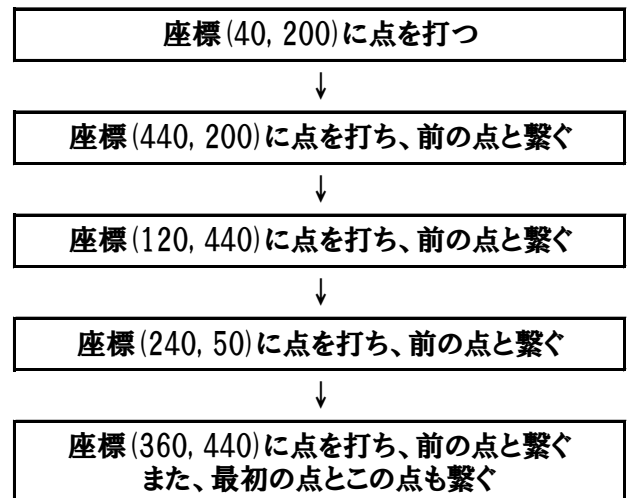 座標(40, 200)に点を打つ
↓
座標(440, 200)に点を打ち、前の点と繋ぐ
↓
座標(120, 440)に点を打ち、前の点と繋ぐ
↓
座標(240, 50)に点を打ち、前の点と繋ぐ
↓
座標(360, 440)に点を打ち、前の点と繋ぐ
また、最初の点とこの点も繋ぐ